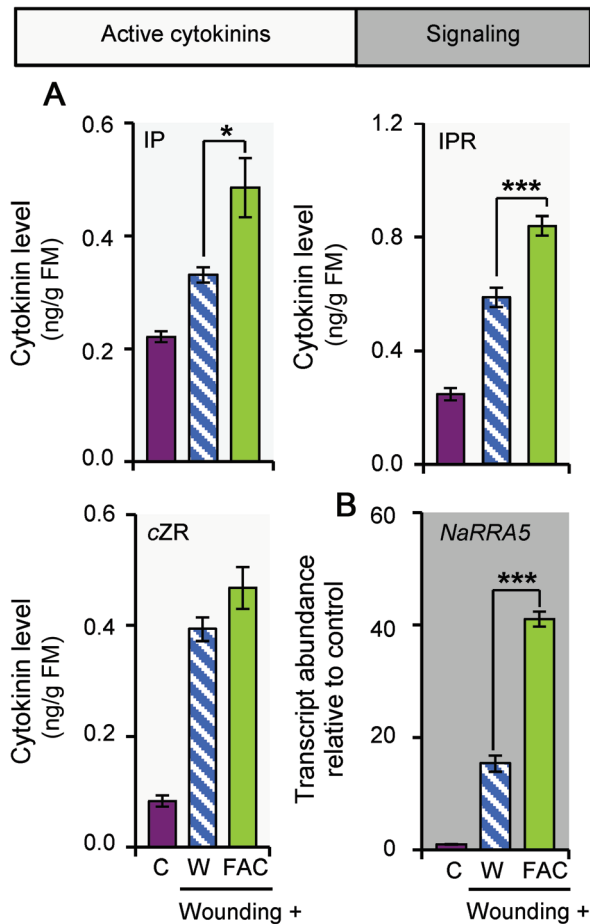 Active cytokinins
Signaling
A
IP
*
Cytokinin level
(ng/g FM)
0.6
0.4
0.2
0.0
IPR
***
Cytokinin level
(ng/g FM)
1.2
0.8
0.4
0.0
cZR
Cytokinin level
(ng/g FM)
0.6
0.4
0.2
0.0
C W FAC
Wounding +
B
NaRRA5
***
Transcript abundance
relative to control
60
40
20
0
C W FAC
Wounding +